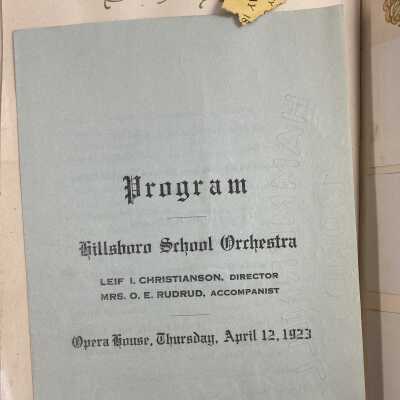 Program
Hillsboro School Orchestra
LEIF I. CHRISTIANSON, DIRECTOR
MRS. O. E. RUDRUD, ACCOMPANIST
Opera House, Thursday, April 12, 1923